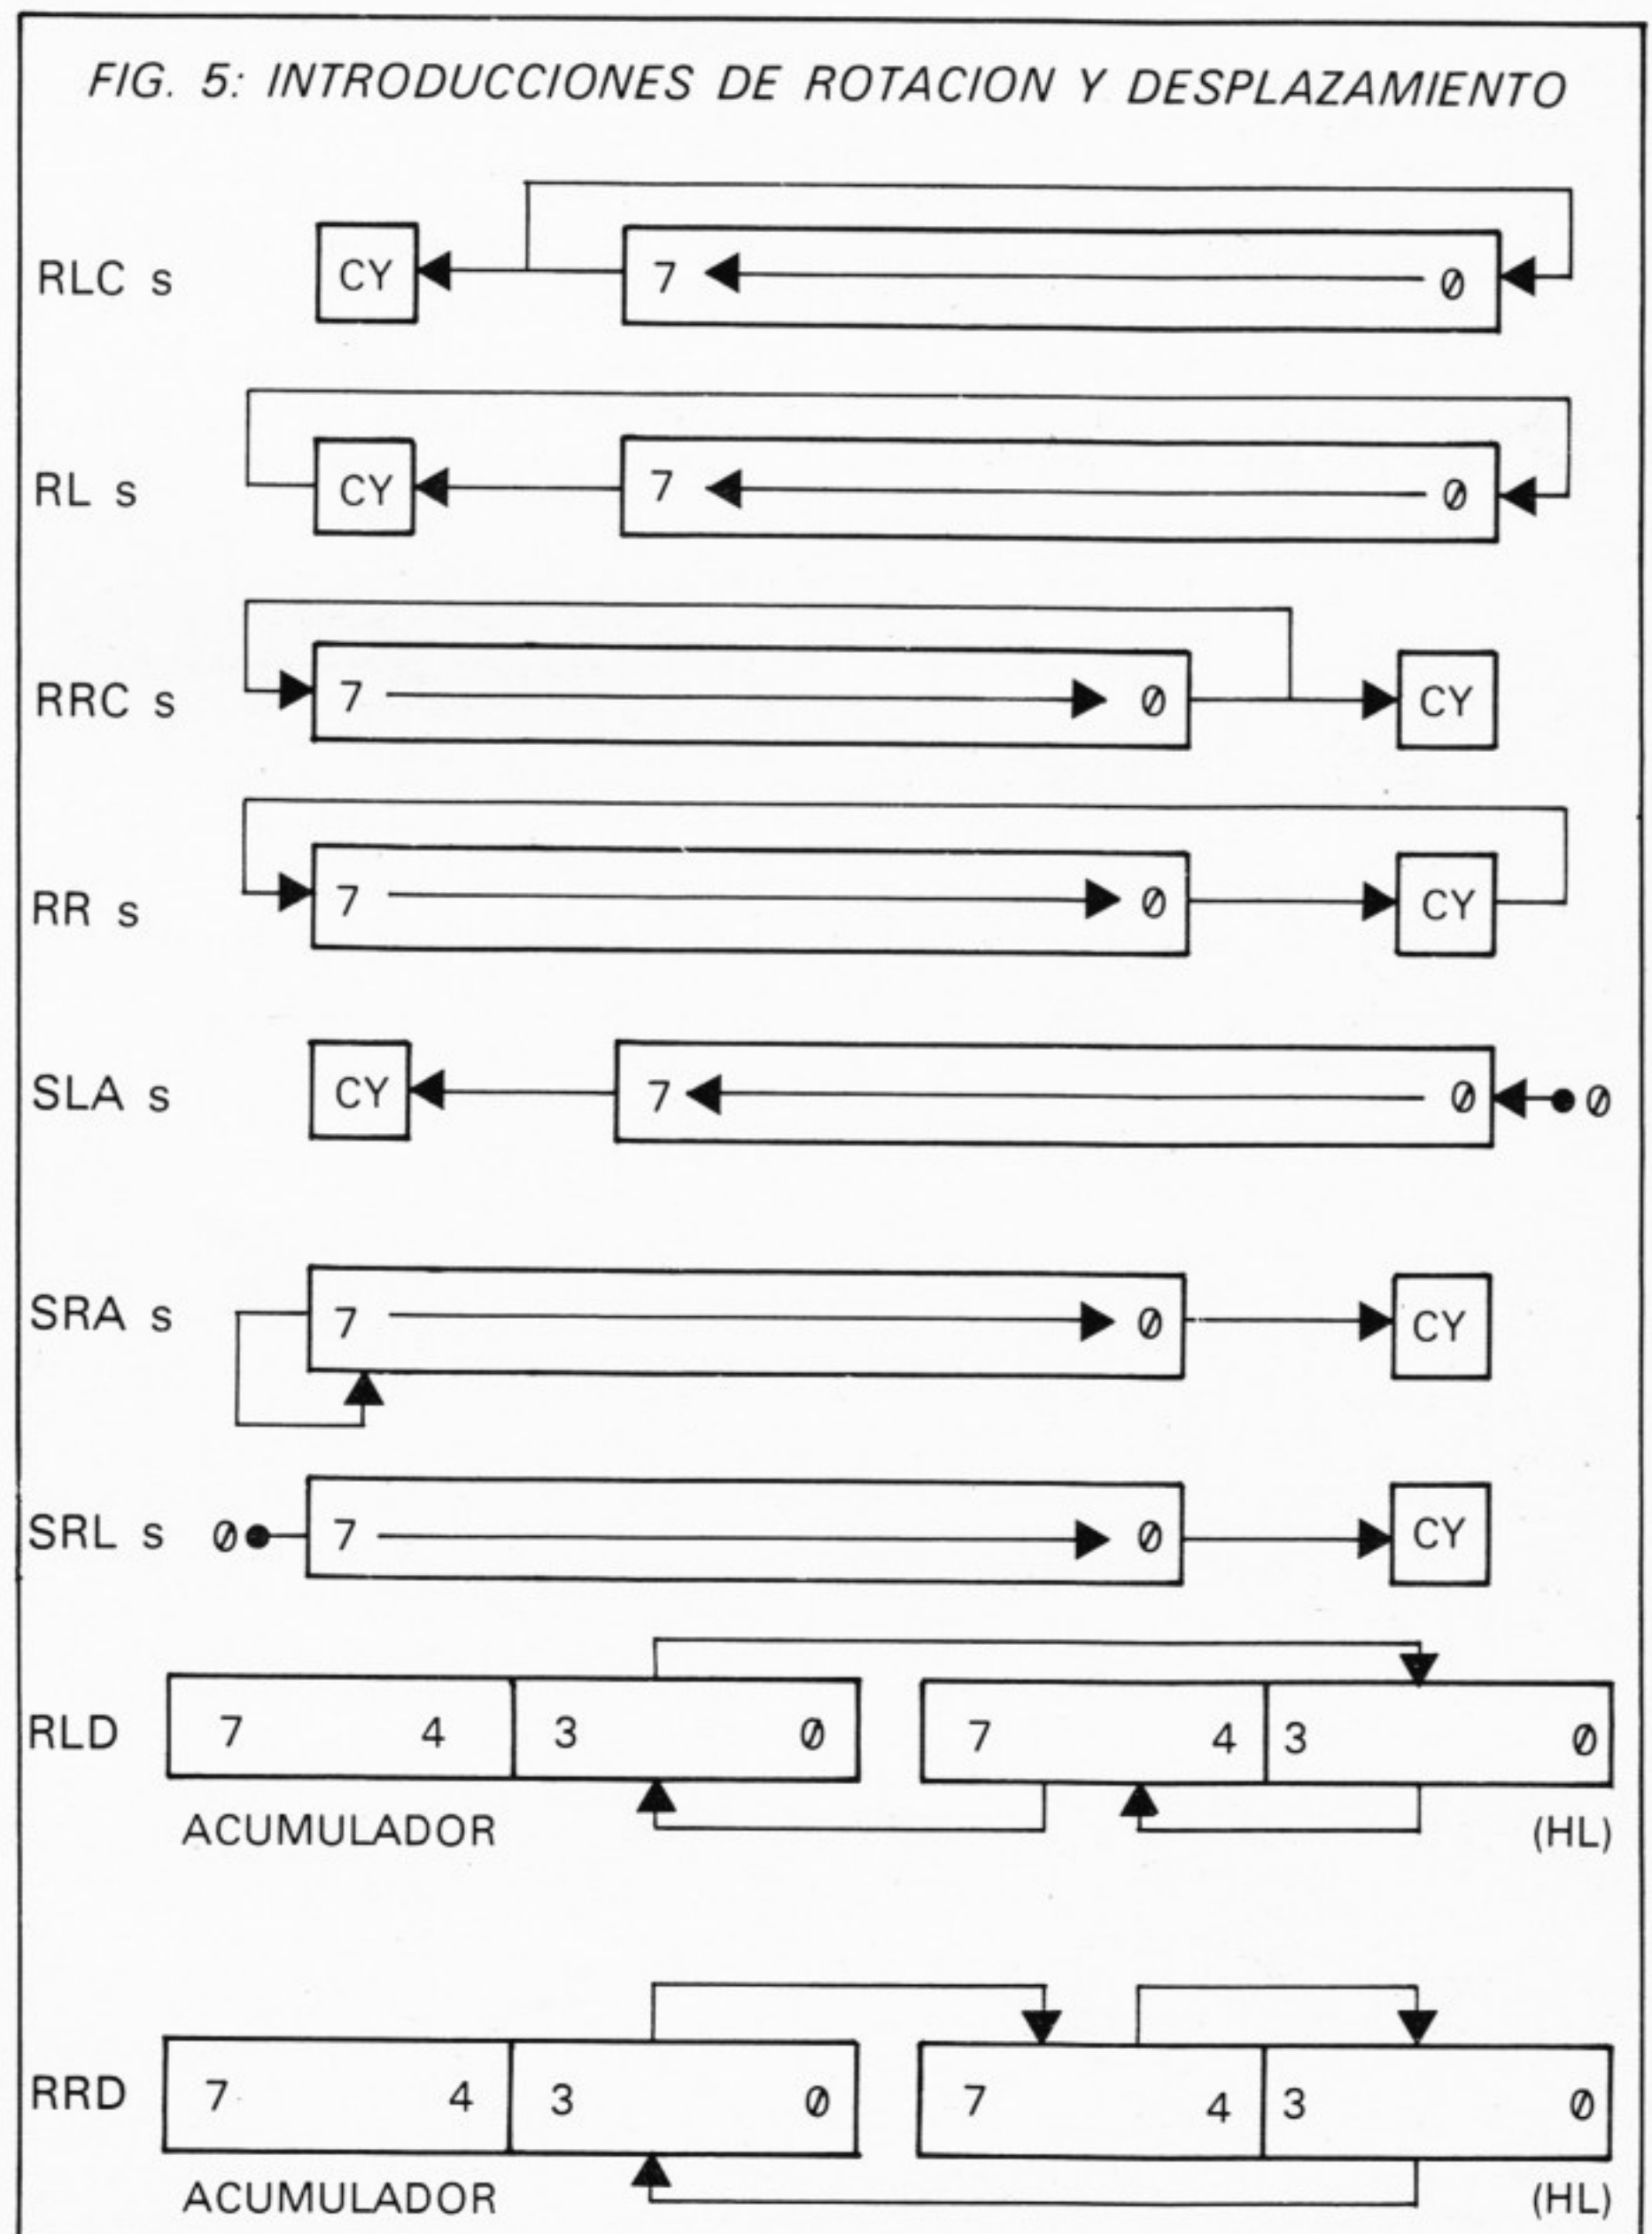 FIG. 5: INTRODUCCIONES DE ROTACION Y DESPLAZAMIENTO
RLC s CY 7 0
RL s CY 7 0
RRC s 7 0 CY
RR s 7 0 CY
SLA s CY 7 0 0
SRA s 7 0 CY
SRL s 0 7 0 CY
RLD 7 4 3 0 7 4 3 0
ACUMULADOR (HL)
RRD 7 4 3 0 7 4 3 0
ACUMULADOR (HL)